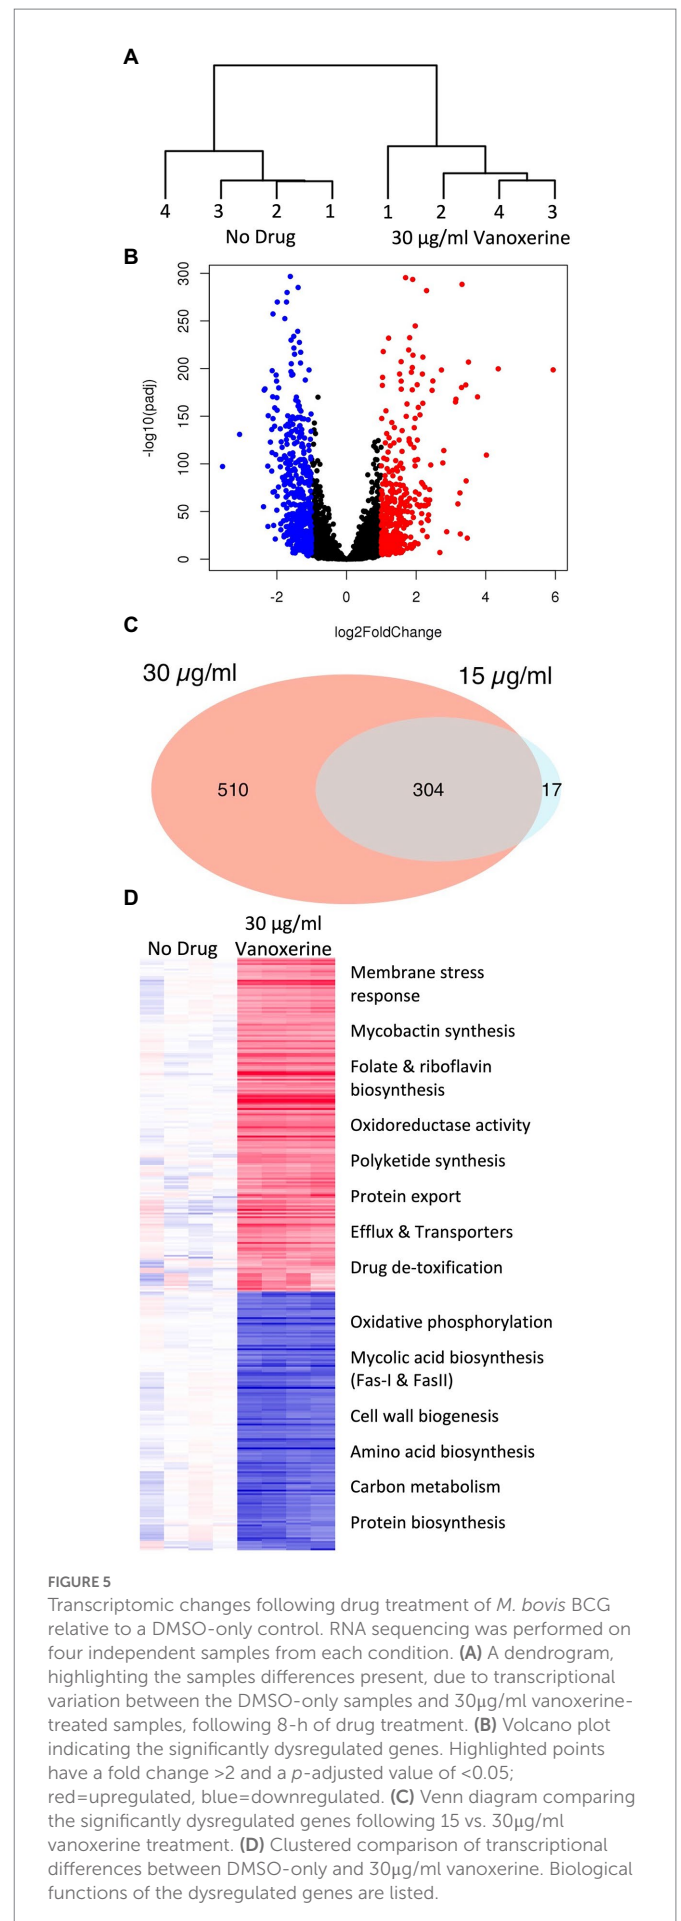 A
4 3 2 1 1 2 4 3
No Drug 30 µg/ml Vanoxerine
B
300
250
200
150
100
50
0
-log10(padj)
-2 0 2 4 6
log2FoldChange
C
30 µg/ml 15 µg/ml
510 304 17
D
30 µg/ml
No Drug Vanoxerine
Membrane stress
response
Mycobactin synthesis
Folate & riboflavin
biosynthesis
Oxidoreductase activity
Polyketide synthesis
Protein export
Efflux & Transporters
Drug de-toxification
Oxidative phosphorylation
Mycolic acid biosynthesis
(Fas-I & FasII)
Cell wall biogenesis
Amino acid biosynthesis
Carbon metabolism
Protein biosynthesis
FIGURE 5
Transcriptomic changes following drug treatment of M. bovis BCG
relative to a DMSO-only control. RNA sequencing was performed on
four independent samples from each condition. (A) A dendrogram,
highlighting the samples differences present, due to transcriptional
variation between the DMSO-only samples and 30µg/ml vanoxerine-
treated samples, following 8-h of drug treatment. (B) Volcano plot
indicating the significantly dysregulated genes. Highlighted points
have a fold change >2 and a p-adjusted value of <0.05;
red=upregulated, blue=downregulated. (C) Venn diagram comparing
the significantly dysregulated genes following 15 vs. 30µg/ml
vanoxerine treatment. (D) Clustered comparison of transcriptional
differences between DMSO-only and 30µg/ml vanoxerine. Biological
functions of the dysregulated genes are listed.